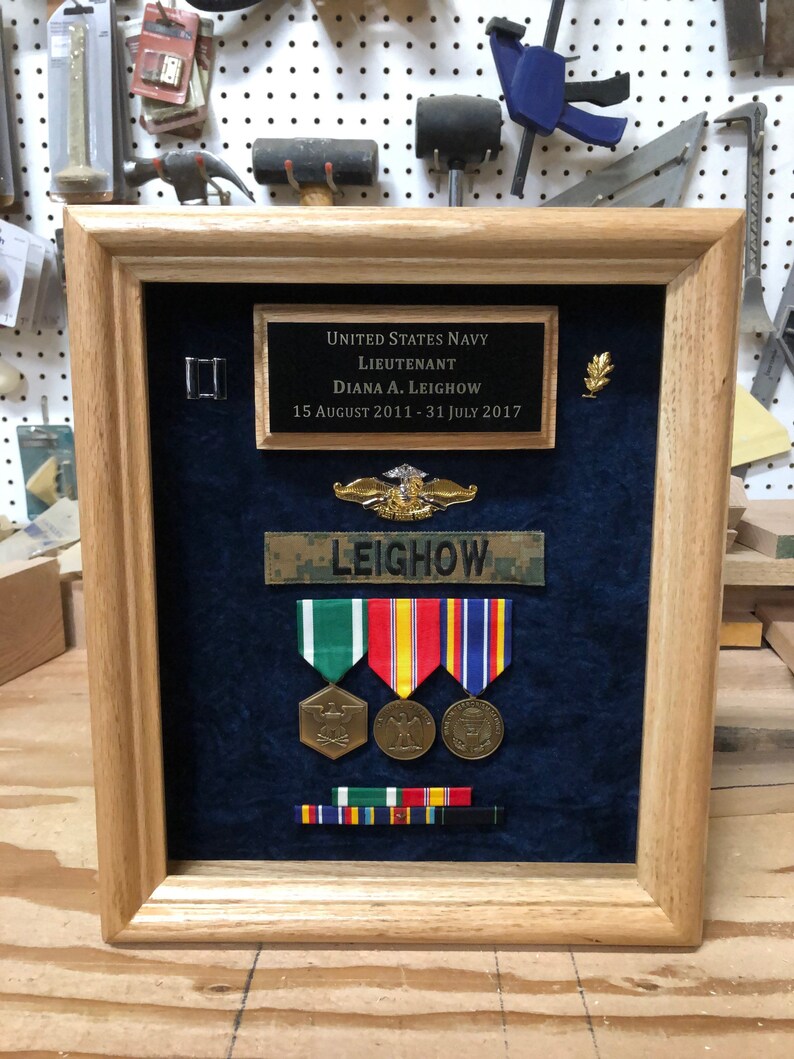 United States Navy
Lieutenant
Diana A. Leighow
15 August 2011 - 31 July 2017
LEIGHOW